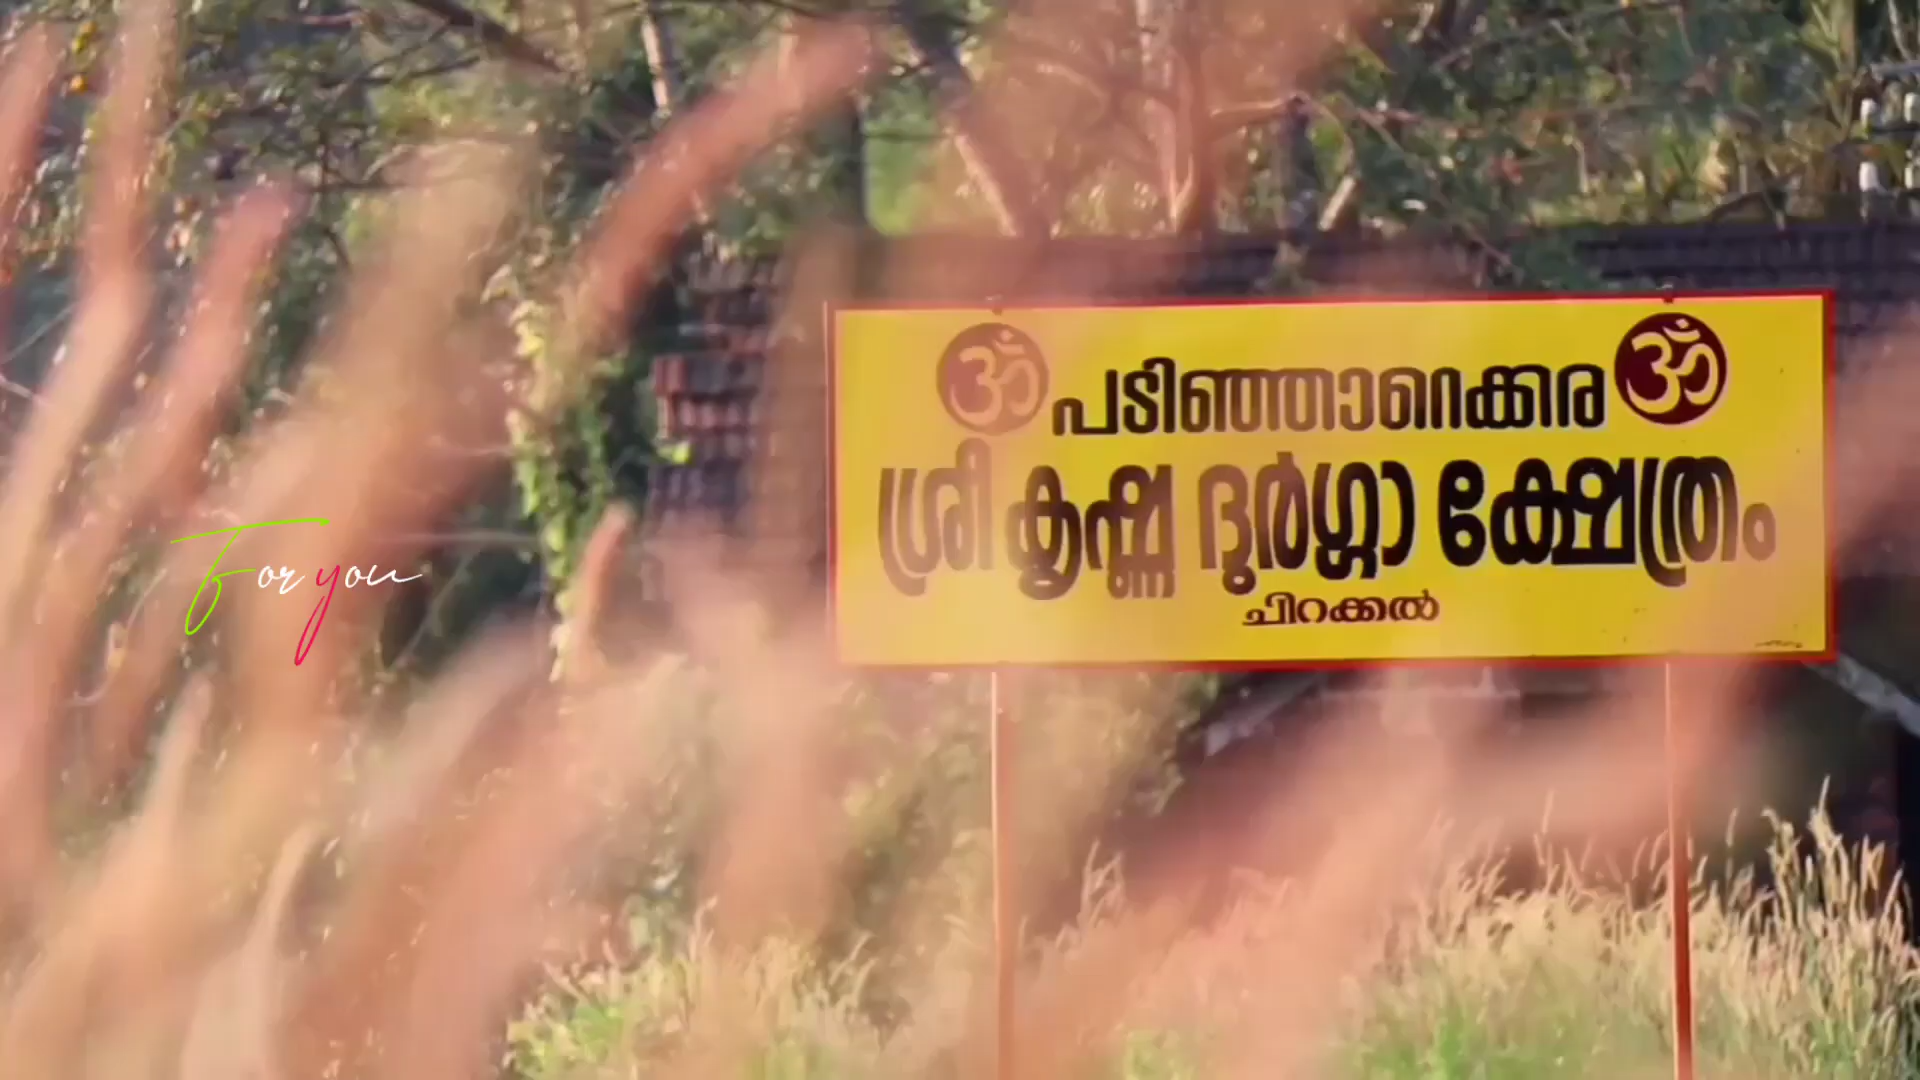 For you
ॐ പടിഞ്ഞാറെക്കര ॐ
ശ്രീ കൃഷ്ണ ദുർഗ്ഗാ ക്ഷേത്രം
ചിറക്കൽ